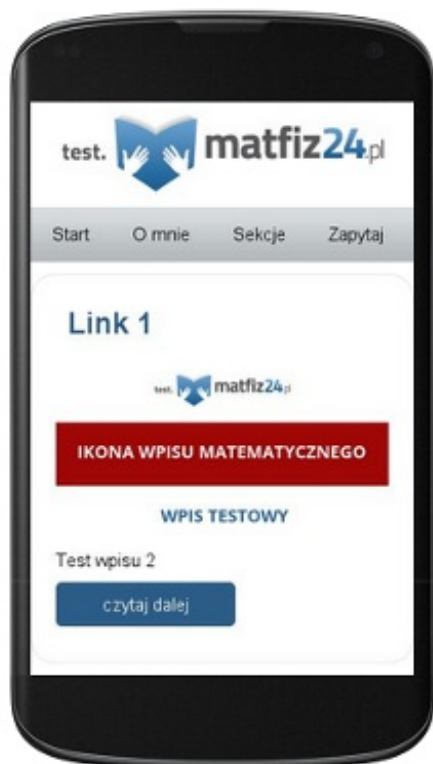 test. matfiz24.pl
Start O mnie Sekcje Zapytaj
Link 1
test. matfiz24.pl
IKONA WPISU MATEMATYCZNEGO
WPIS TESTOWY
Test wpisu 2
czytaj dalej